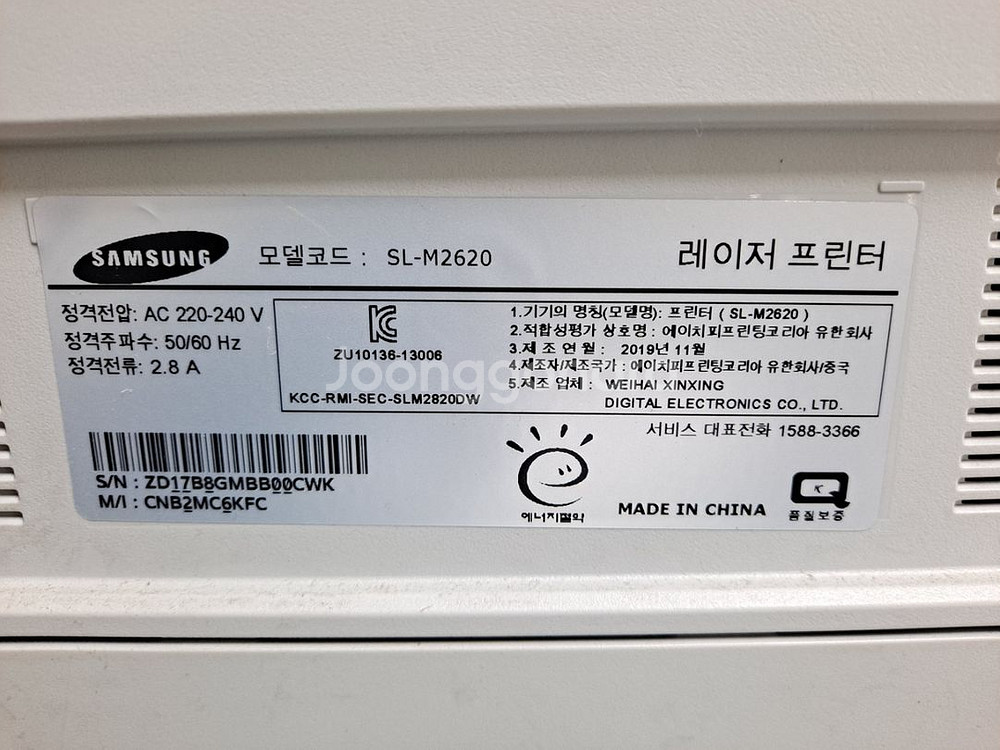 SAMSUNG 모델코드 : SL-M2620 레이저 프린터
정격전압: AC 220-240 V
정격주파수: 50/60 Hz
정격전류: 2.8 A
ZU10136-13006
KCC-RMI-SEC-SLM2820DW
1.기기의 명칭(모델명): 프린터 ( SL-M2620 )
2.적합성평가 상호명 : 에이치피프린팅코리아 유한회사
3.제조연월 : 2019년 11월
4.제조자/제조국가 : 에이치피프린팅코리아 유한회사/중국
5.제조 업체 : WEIHAI XINXING
DIGITAL ELECTRONICS CO., LTD.
서비스 대표전화 1588-3366
S/N : ZD17B8GMBB00CWK
M/I : CNB2MC6KFC
에너지절약
MADE IN CHINA
품질보증